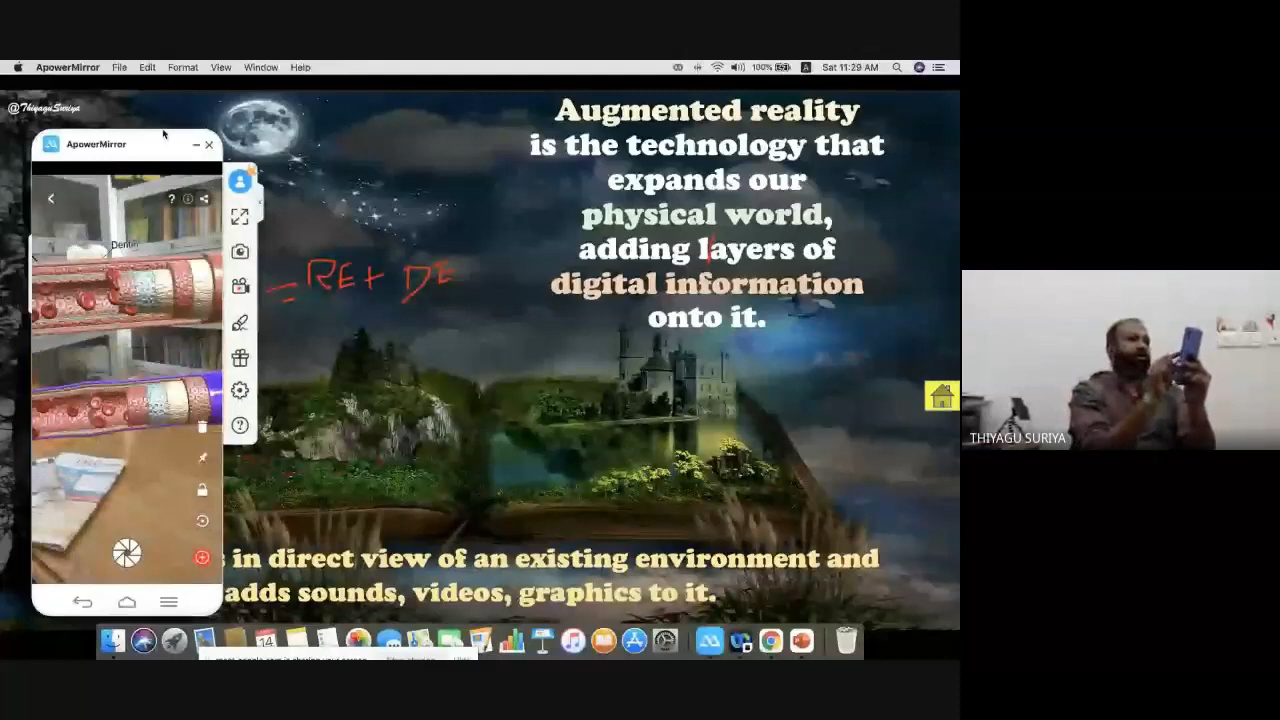 ApowerMirror File Edit Format View Window Help
100% Sat 11:29 AM
@ThiyaguSuriya
ApowerMirror
Dentin
= RE+ DE
Augmented reality
is the technology that
expands our
physical world,
adding layers of
digital information
onto it.
in direct view of an existing environment and
adds sounds, videos, graphics to it.
14
THIYAGU SURIYA